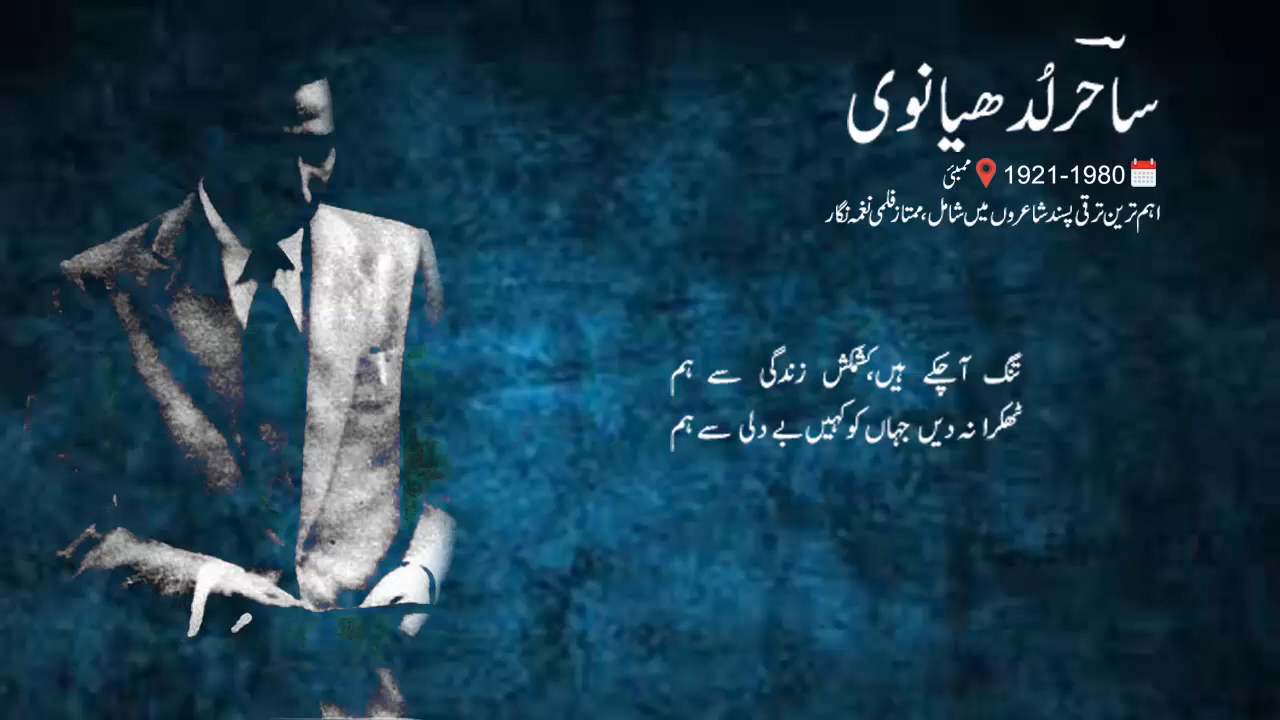 ساحر لُدھیانوی
📅 1921-1980 📍 ممبئی
اہم ترین ترقی پسند شاعروں میں شامل، ممتاز فلمی نغمہ نگار
تنگ آ چکے ہیں، کشمکش زندگی سے ہم
ٹھکرا نہ دیں جہاں کو کہیں بے دلی سے ہم